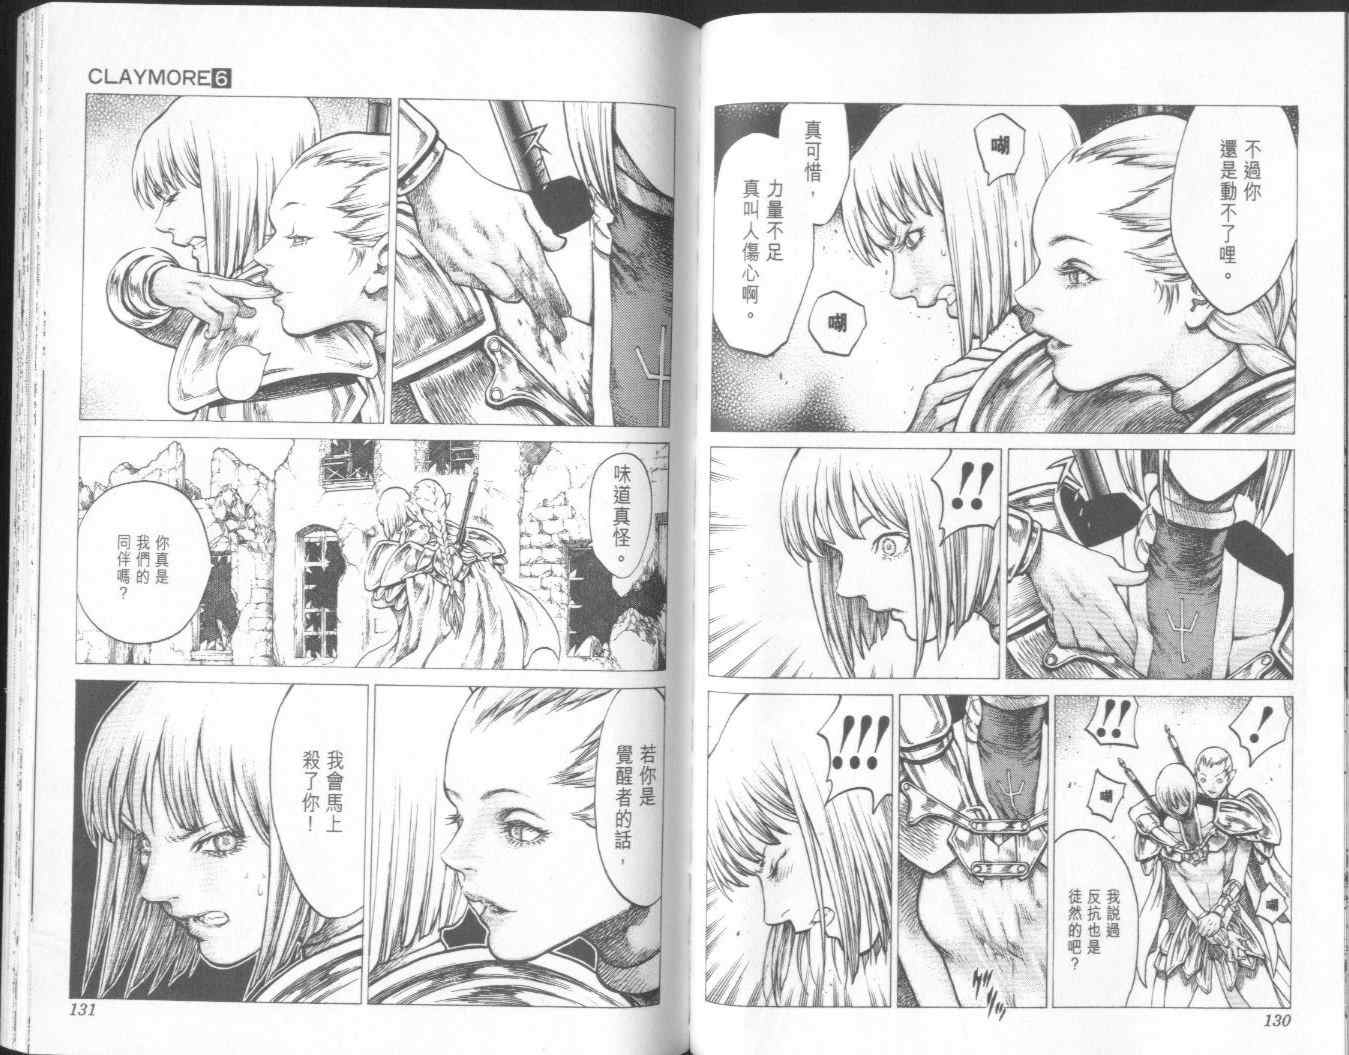 不過你
還是動不了哩。
嘲
真可惜，
力量不足
真叫人傷心啊。
嘲
!!
!
!!
我說過
反抗也是
徒然的吧？
!!!
130
CLAYMORE 6
味道真怪。
你真是
我們的
同伴嗎？
若你是
覺醒者的話，
我會馬上
殺了你！
131